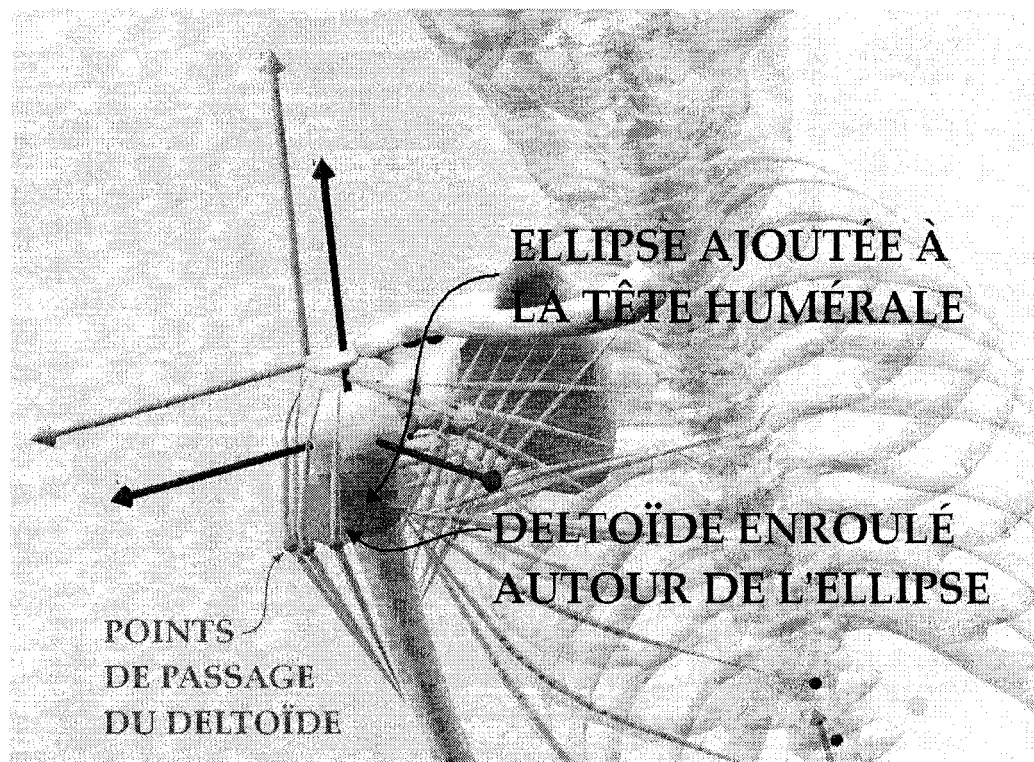 ELLIPSE AJOUTÉE À
LA TÊTE HUMÉRALE
DELTOÏDE ENROULÉ
AUTOUR DE L'ELLIPSE
POINTS
DE PASSAGE
DU DELTOÏDE